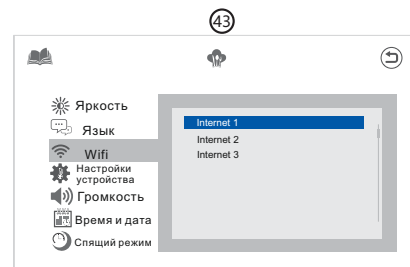 43
Яркость
Язык
Wifi
Настройки
устройства
Громкость
Время и дата
Спящий режим
Internet 1
Internet 2
Internet 3